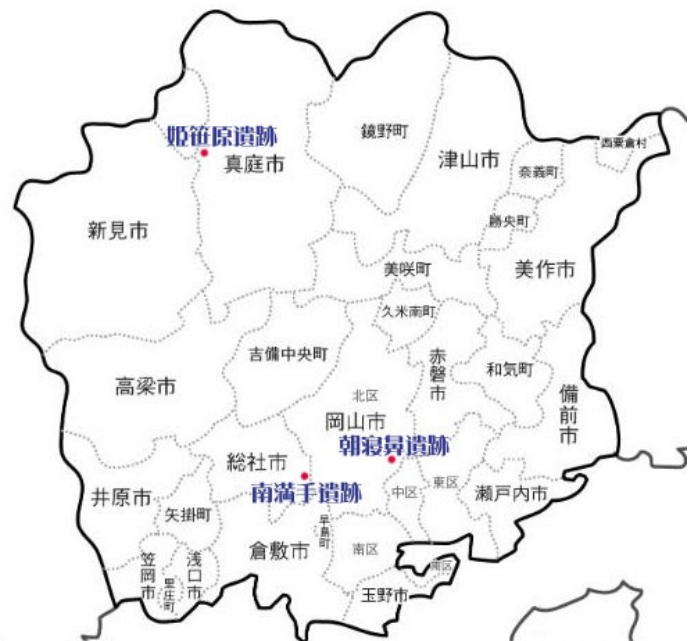 姫笹原遺跡
真庭市
鏡野町
津山市
西粟倉村
奈義町
勝央町
新見市
美作市
美咲町
久米南町
吉備中央町
高梁市
赤磐市
和気町
備前市
北区
岡山市
朝寝鼻遺跡
総社市
南満手遺跡
中区
東区
瀬戸内市
井原市
矢掛町
早島町
倉敷市
南区
南区
笠岡市
里庄町
浅口市
玉野市